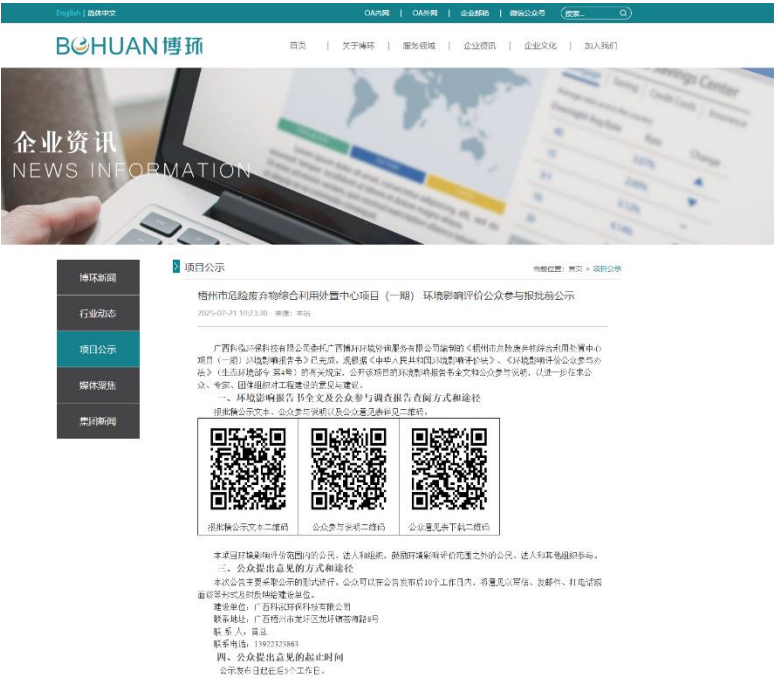 English | 简体中文
OA内网 | OA外网 | 企业邮箱 | 微信公众号
搜索...
BOHUAN 博环
首页 | 关于博环 | 服务领域 | 企业资讯 | 企业文化 | 加入我们
企业资讯
NEWS INFORMATION
博环新闻
行业动态
项目公示
媒体聚焦
集团新闻
项目公示
当前位置：首页 > 项目公示
梧州市危险废弃物综合利用处置中心项目（一期） 环境影响评价公众参与报批前公示
2025-07-21 10:23:30 来源：本站
广西科泓环保科技有限公司委托广西博环环境咨询服务有限公司编制的《梧州市危险废弃物综合利用处置中心
项目（一期）环境影响报告书》已完成。现根据《中华人民共和国环境影响评价法》、《环境影响评价公众参与办
法》（生态环境部令 第4号）的有关规定，公开该项目的环境影响报告书全文和公众参与说明，以进一步征求公
众、专家、团体组织对工程建设的意见与建议。
一、环境影响报告书全文及公众参与调查报告查阅方式和途径
报批稿公示文本、公众参与说明以及公众意见表详见二维码。
报批稿公示文本二维码
公众参与说明二维码
公众意见表下载二维码
本项目环境影响评价范围内的公民、法人和组织，鼓励环境影响评价范围之外的公民、法人和其他组织参与。
三、公众提出意见的方式和途径
本次公告主要采取公示的形式进行，公众可以在公告发布后10个工作日内，将意见以写信、发邮件、打电话或
面谈等形式及时反映给建设单位。
建设单位：广西科泓环保科技有限公司
联系地址：广西梧州市龙圩区龙圩镇苍海路8号
联 系 人：黄总
联系电话：13922323863
四、公众提出意见的起止时间
公示发布日起往后5个工作日。